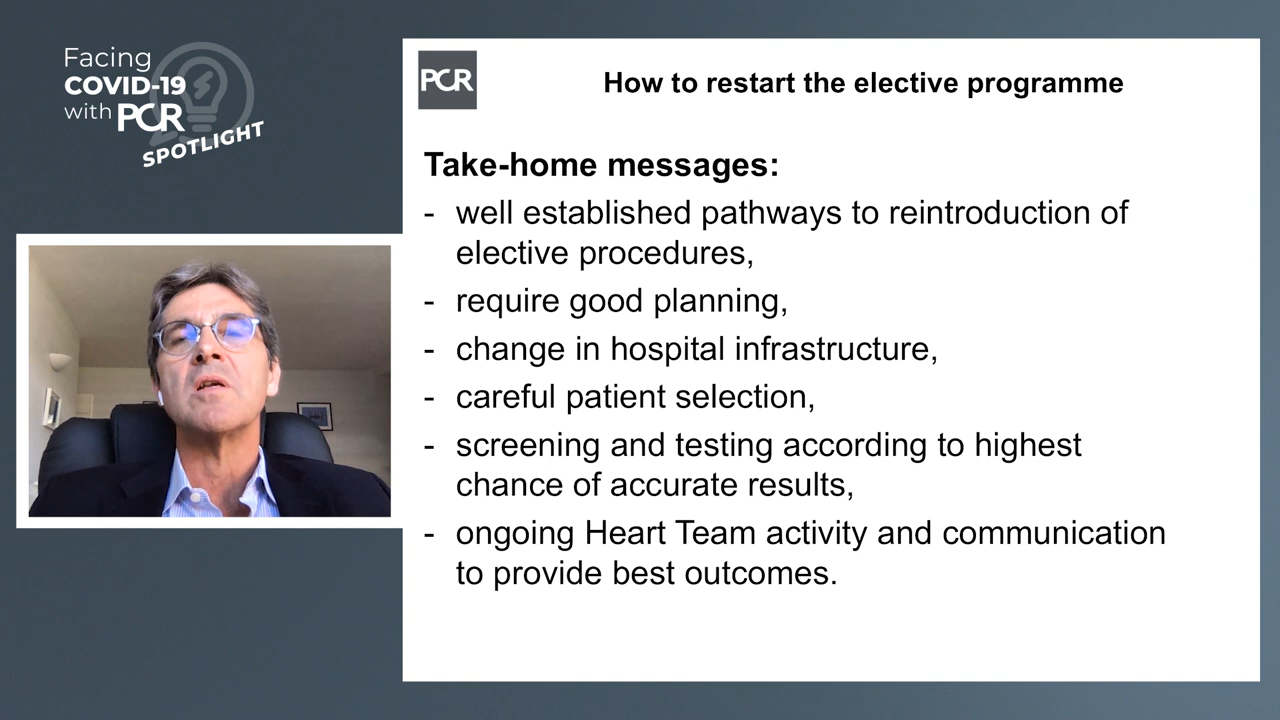 Facing
COVID-19
with PCR
SPOTLIGHT
PCR
How to restart the elective programme
Take-home messages:
- well established pathways to reintroduction of
elective procedures,
- require good planning,
- change in hospital infrastructure,
- careful patient selection,
- screening and testing according to highest
chance of accurate results,
- ongoing Heart Team activity and communication
to provide best outcomes.